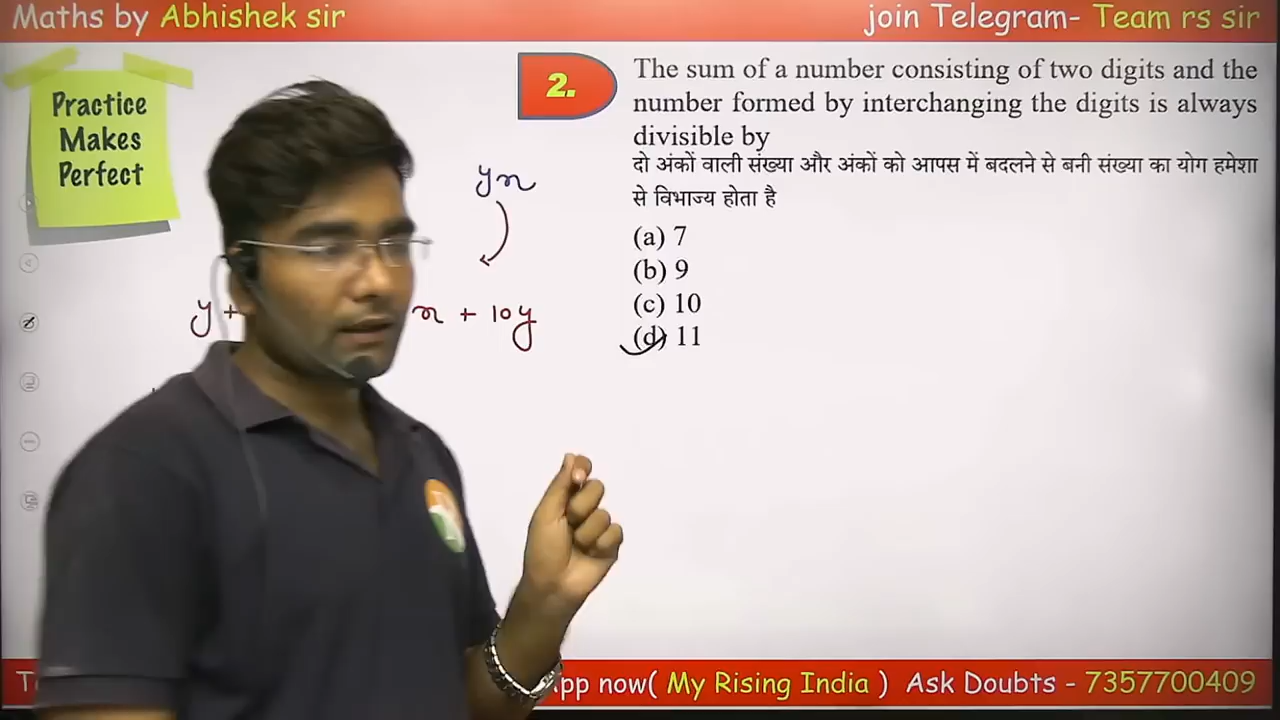 Maths by Abhishek sir
join Telegram- Team rs sir
Practice
Makes
Perfect
2.
The sum of a number consisting of two digits and the
number formed by interchanging the digits is always
divisible by
दो अंकों वाली संख्या और अंकों को आपस में बदलने से बनी संख्या का योग हमेशा
से विभाज्य होता है
(a) 7
(b) 9
(c) 10
(d) 11
yx
y+
x + 10y
now( My Rising India ) Ask Doubts - 7357700409